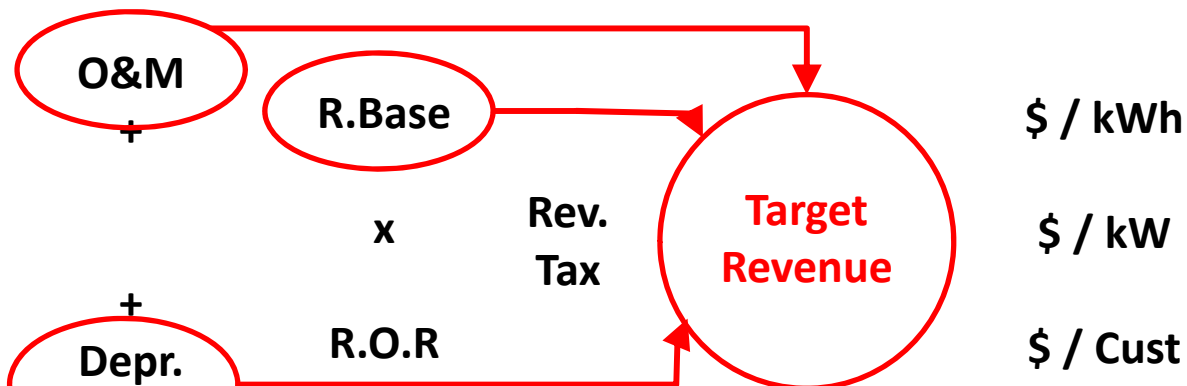 O&M
+
R.Base
$ / kWh
x
Rev.
Tax
Target
Revenue
$ / kW
+
Depr.
R.O.R
$ / Cust